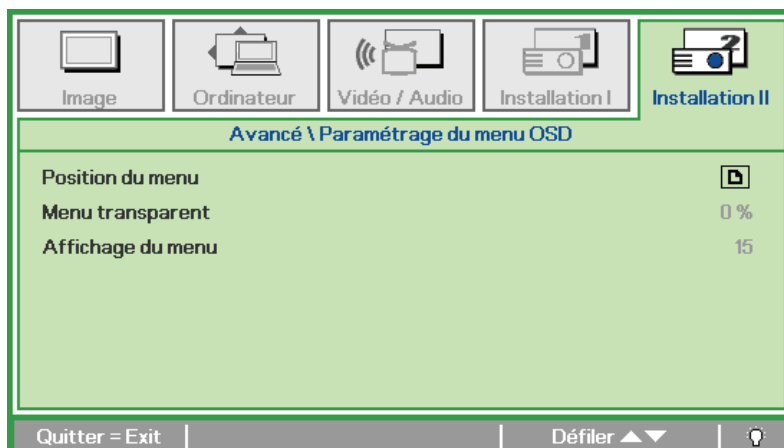 Image
Ordinateur
Vidéo / Audio
Installation I
Installation II
Avancé \ Paramétrage du menu OSD
Position du menu
Menu transparent 0 %
Affichage du menu 15
Quitter = Exit Défiler ▲▼